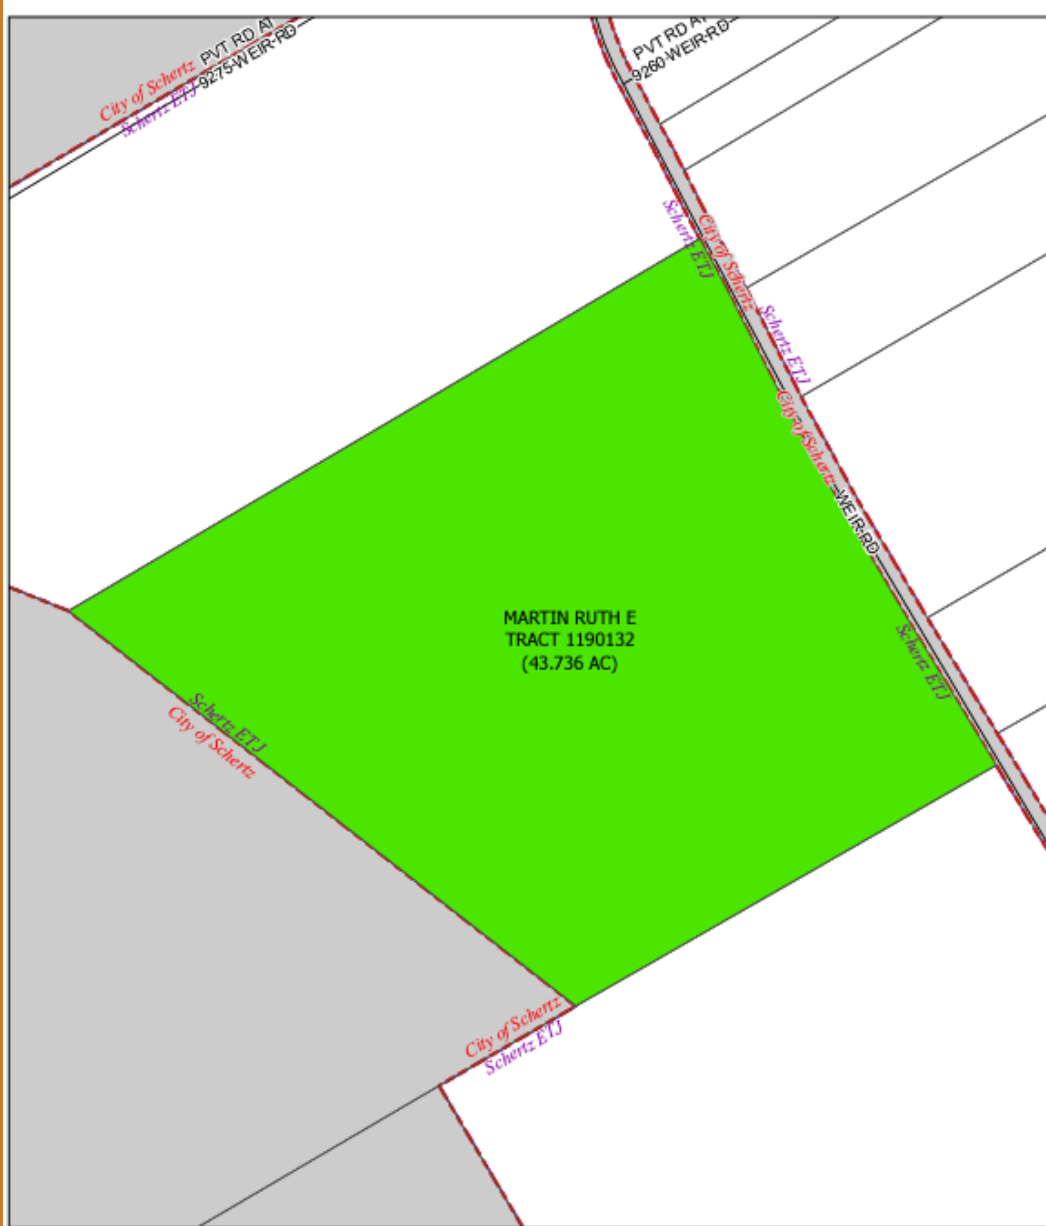 PVT RD AT
9275-WEIR-RD
City of Schertz
Schertz ETJ
PVT RD AT
9260-WEIR-RD
Schertz ETJ
City of Schertz
Schertz ETJ
City of Schertz
WEIR-RD
MARTIN RUTH E
TRACT 1190132
(43.736 AC)
Schertz ETJ
Schertz ETJ
City of Schertz
City of Schertz
Schertz ETJ